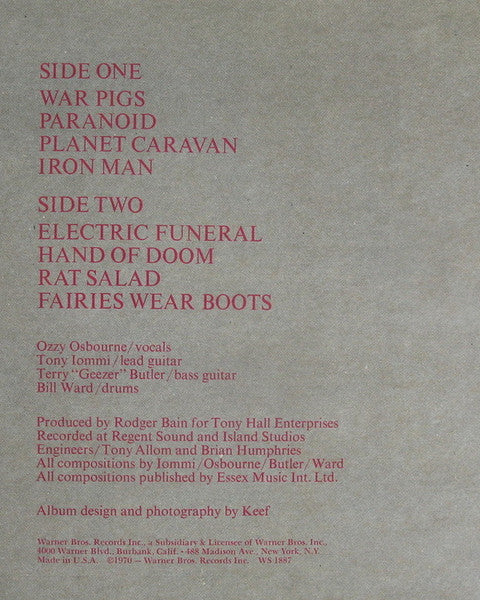 SIDE ONE
WAR PIGS
PARANOID
PLANET CARAVAN
IRON MAN
SIDE TWO
ELECTRIC FUNERAL
HAND OF DOOM
RAT SALAD
FAIRIES WEAR BOOTS
Ozzy Osbourne/vocals
Tony Iommi/lead guitar
Terry "Geezer" Butler/bass guitar
Bill Ward/drums
Produced by Rodger Bain for Tony Hall Enterprises
Recorded at Regent Sound and Island Studios
Engineers/Tony Allom and Brian Humphries
All compositions by Iommi/Osbourne/Butler/Ward
All compositions published by Essex Music Int. Ltd.
Album design and photography by Keef
Warner Bros. Records Inc., a Subsidiary & Licensee of Warner Bros. Inc.,
4000 Warner Blvd., Burbank, Calif. • 488 Madison Ave., New York, N.Y.
Made in U.S.A. ©1970 — Warner Bros. Records Inc. WS 1887